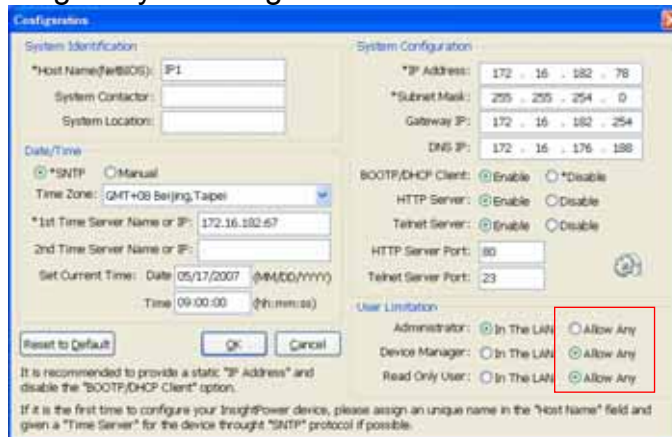 Configuration
System Identification
*Host Name(NetBIOS): IP1
System Contactor:
System Location:
Date/Time
*SNTP Manual
Time Zone: GMT+08 Beijing,Taipei
*1st Time Server Name or IP: 172.16.182.67
2nd Time Server Name or IP:
Set Current Time: Date 05/17/2007 (MM/DD/YYYY)
Time 09:00:00 (hh:mm:ss)
Reset to Default OK Cancel
It is recommended to provide a static "IP Address" and
disable the "BOOTP/DHCP Client" option.
System Configuration
*IP Address: 172 . 16 . 182 . 78
*Subnet Mask: 255 . 255 . 254 . 0
Gateway IP: 172 . 16 . 182 . 254
DNS IP: 172 . 16 . 176 . 188
BOOTP/DHCP Client: Enable *Disable
HTTP Server: Enable Disable
Telnet Server: Enable Disable
HTTP Server Port: 80
Telnet Server Port: 23
User Limitation
Administrator: In The LAN Allow Any
Device Manager: In The LAN Allow Any
Read Only User: In The LAN Allow Any
If it is the first time to configure your InsightPower device, please assign an unique name in the "Host Name" field and
given a "Time Server" for the device throught "SNTP" protocol if possible.